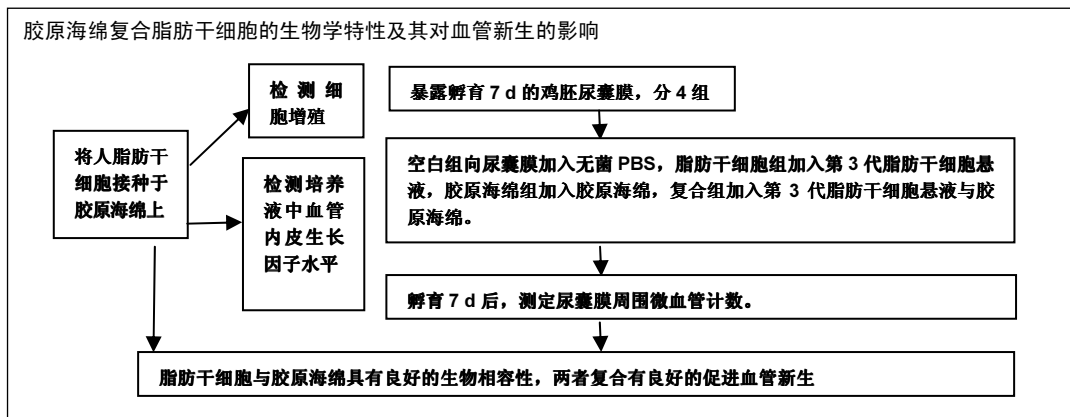 胶原海绵复合脂肪干细胞的生物学特性及其对血管新生的影响
检测细
胞增殖
暴露孵育 7 d 的鸡胚尿囊膜，分 4 组
将人脂肪干
细胞接种于
胶原海绵上
检测培养
液中血管
内皮生长
因子水平
空白组向尿囊膜加入无菌 PBS，脂肪干细胞组加入第 3 代脂肪干细胞悬
液，胶原海绵组加入胶原海绵，复合组加入第 3 代脂肪干细胞悬液与胶
原海绵。
孵育 7 d 后，测定尿囊膜周围微血管计数。
脂肪干细胞与胶原海绵具有良好的生物相容性，两者复合有良好的促进血管新生